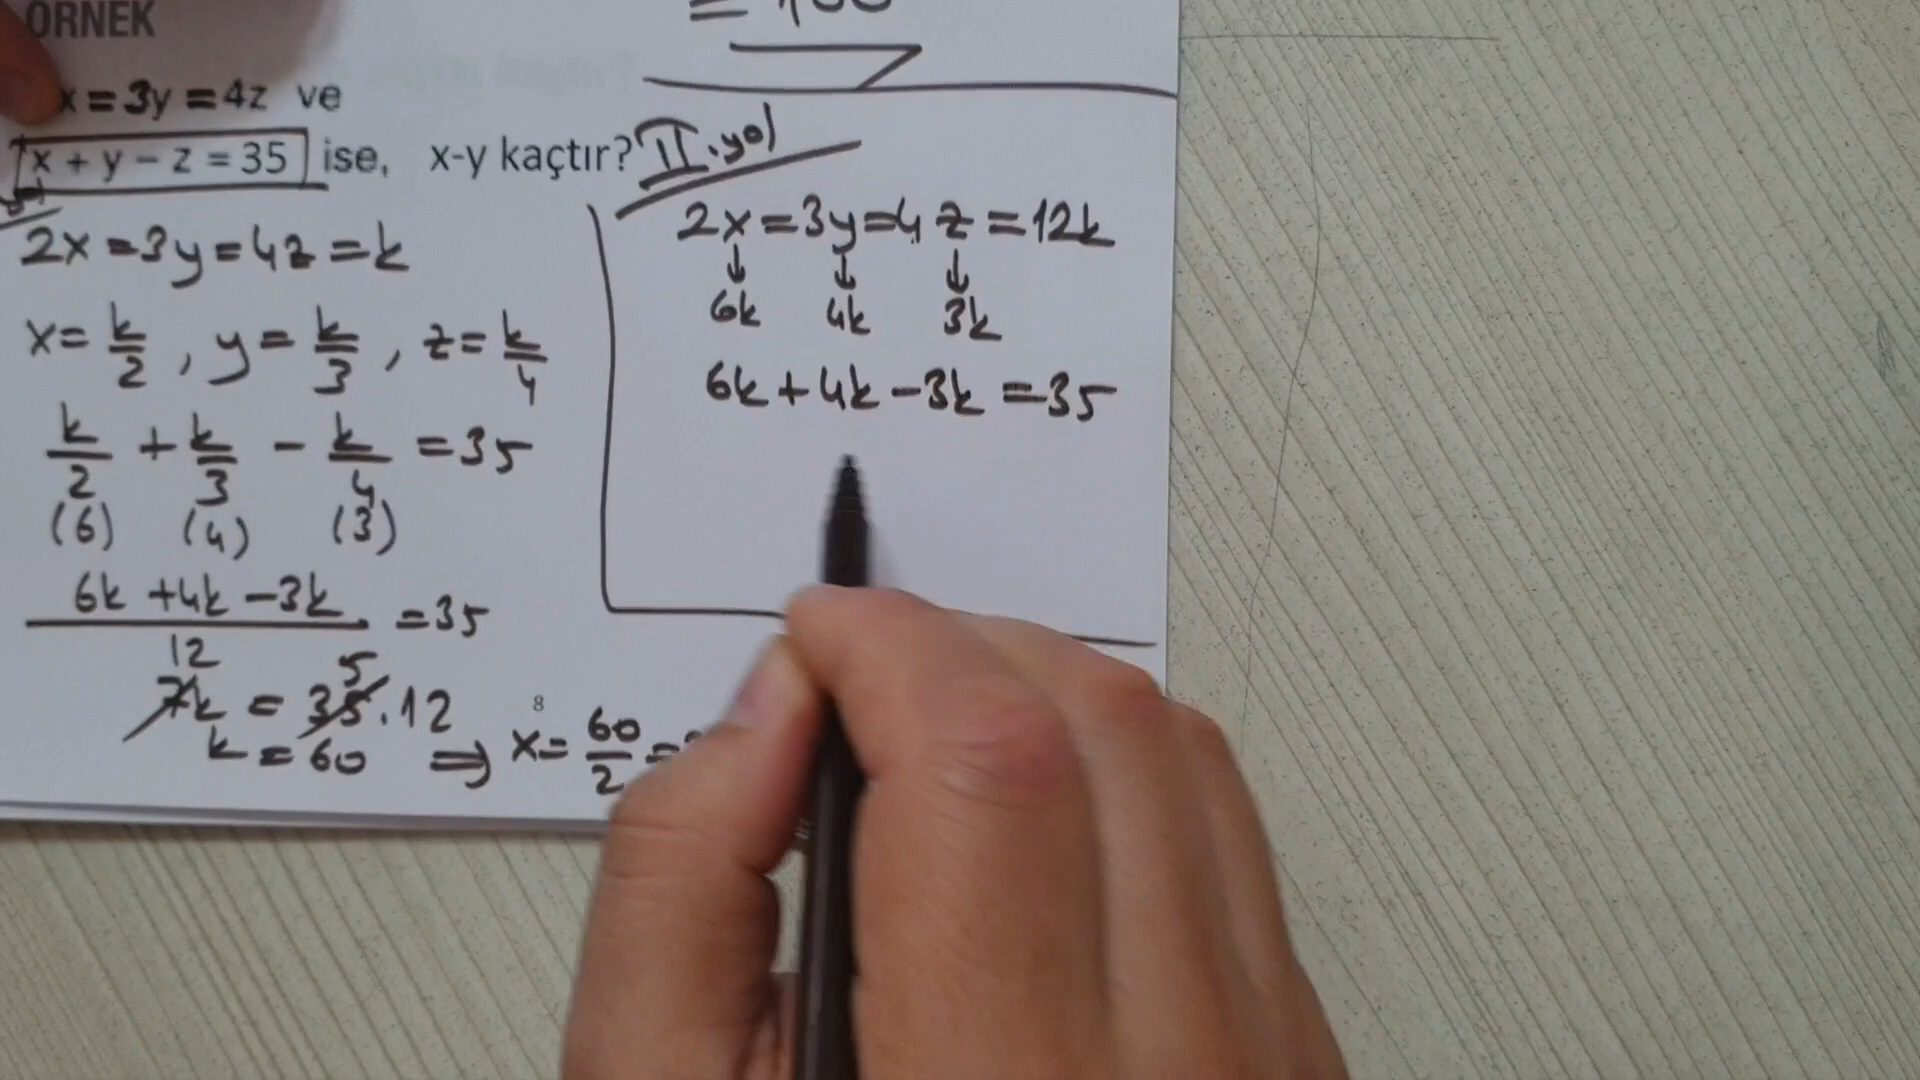 ÖRNEK
x = 3y = 4z ve
x + y - z = 35 ise, x-y kaçtır?
2x = 3y = 4z = k
x = k/2 , y = k/3 , z = k/4
k/2 + k/3 - k/4 = 35
(6) (4) (3)
6k + 4k - 3k / 12 = 35
7k = 35 . 12
5
k = 60 ⇒ x = 60/2 =
8
II. yol
2x = 3y = 4z = 12k
↓ ↓ ↓
6k 4k 3k
6k + 4k - 3k = 35